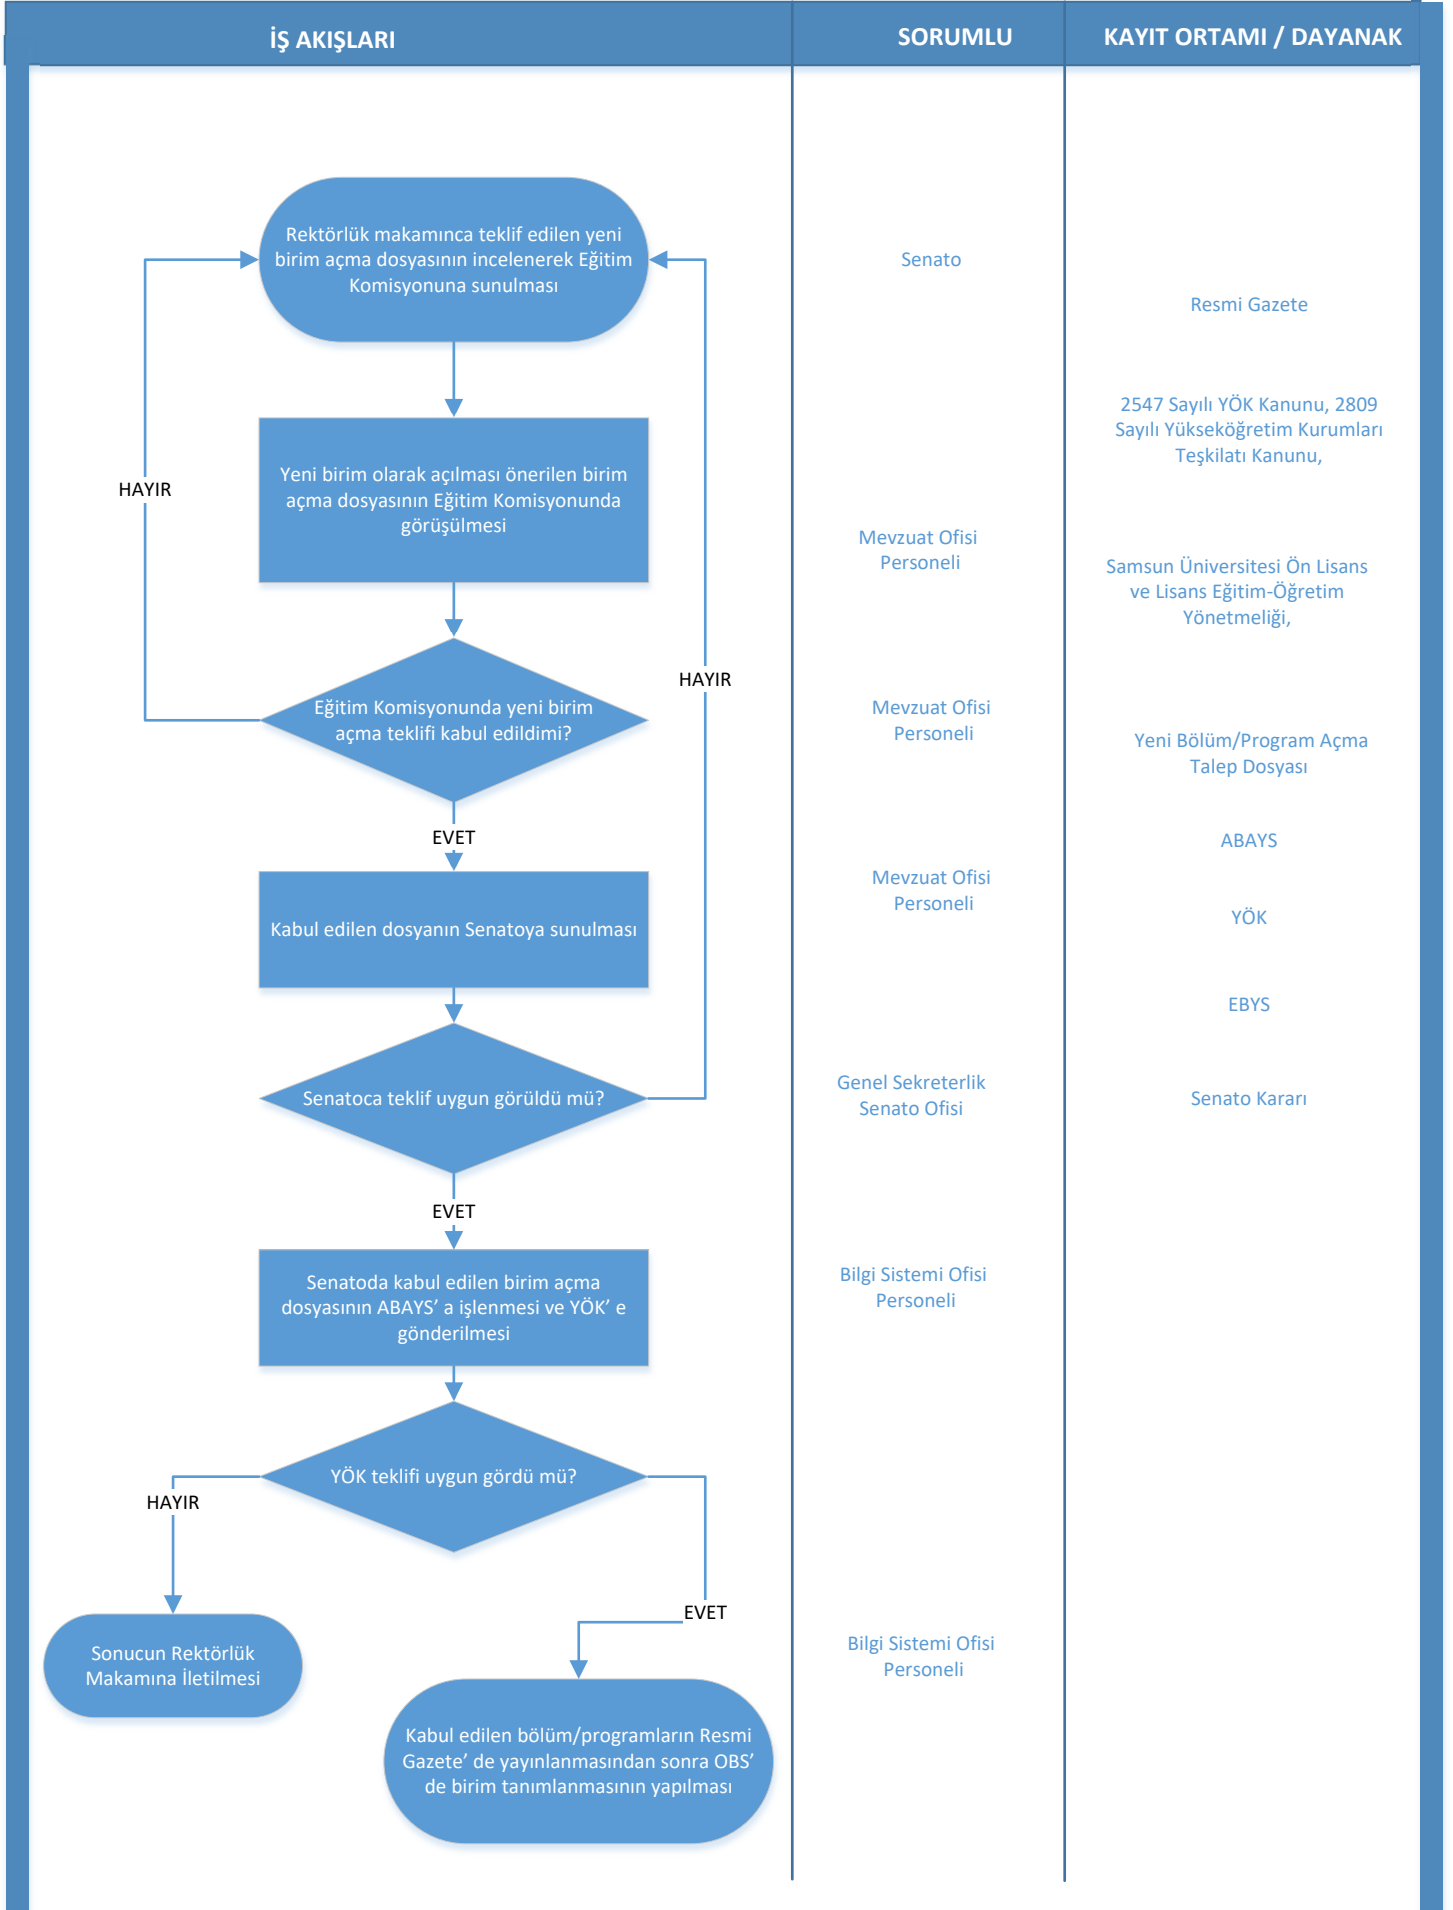 İŞ AKIŞLARI
SORUMLU
KAYIT ORTAMI / DAYANAK
Rektörlük makamınca teklif edilen yeni
birim açma dosyasının incelenerek Eğitim
Komisyonuna sunulması
Senato
Resmi Gazete
2547 Sayılı YÖK Kanunu, 2809
Sayılı Yükseköğretim Kurumları
Teşkilatı Kanunu,
HAYIR
Yeni birim olarak açılması önerilen birim
açma dosyasının Eğitim Komisyonunda
görüşülmesi
Mevzuat Ofisi
Personeli
Samsun Üniversitesi Ön Lisans
ve Lisans Eğitim-Öğretim
Yönetmeliği,
HAYIR
Eğitim Komisyonunda yeni birim
açma teklifi kabul edildimi?
Mevzuat Ofisi
Personeli
Yeni Bölüm/Program Açma
Talep Dosyası
EVET
ABAYS
Mevzuat Ofisi
Personeli
Kabul edilen dosyanın Senatoya sunulması
YÖK
EBYS
Senatoca teklif uygun görüldü mü?
Genel Sekreterlik
Senato Ofisi
Senato Kararı
EVET
Senatoda kabul edilen birim açma
dosyasının ABAYS’ a işlenmesi ve YÖK’ e
gönderilmesi
Bilgi Sistemi Ofisi
Personeli
YÖK teklifi uygun gördü mü?
HAYIR
EVET
Sonucun Rektörlük
Makamına İletilmesi
Bilgi Sistemi Ofisi
Personeli
Kabul edilen bölüm/programların Resmi
Gazete’ de yayınlanmasından sonra OBS’
de birim tanımlanmasının yapılması